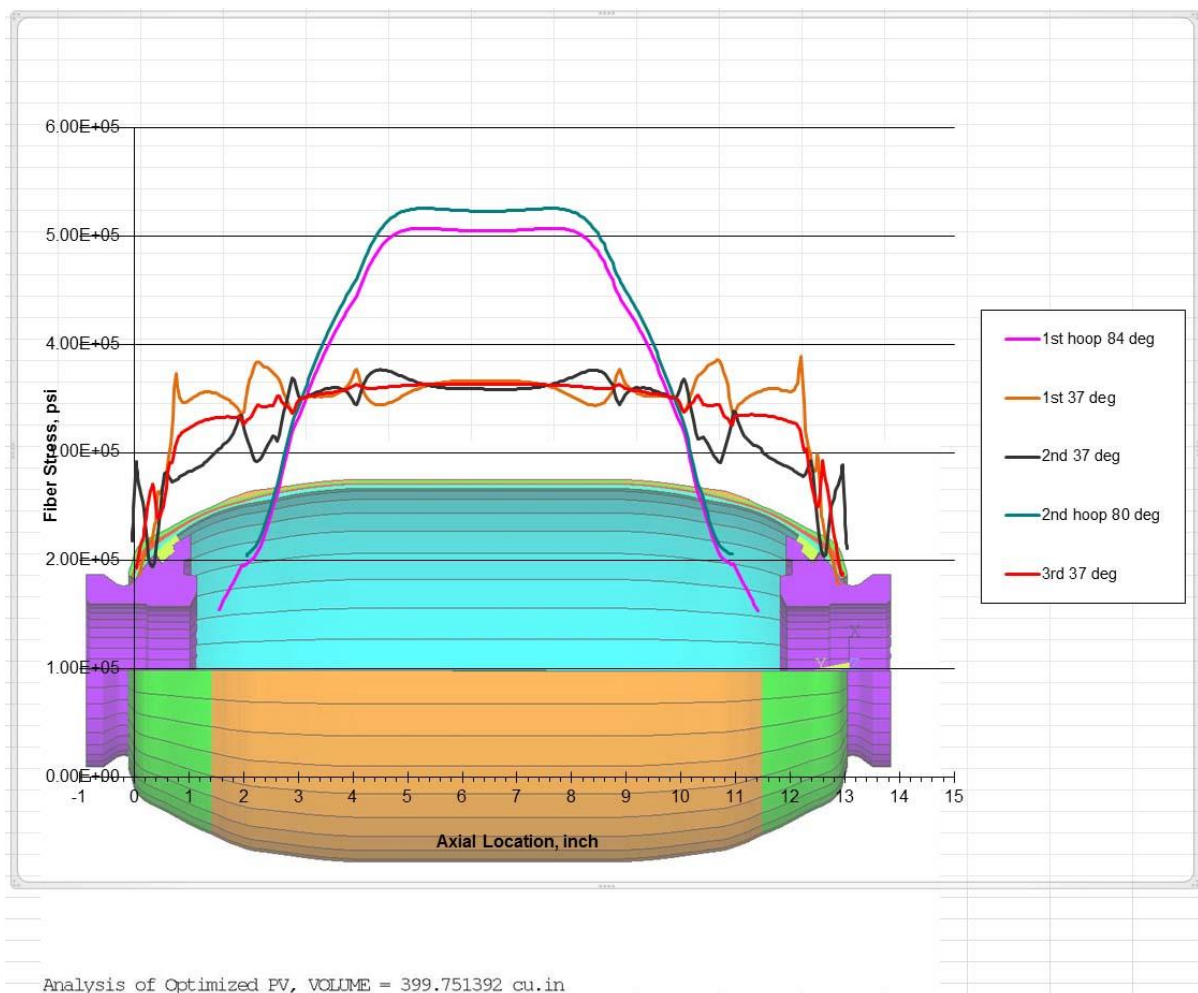 6.00E+05
5.00E+05
4.00E+05
3.00E+05
2.00E+05
1.00E+05
0.00E+00
Fiber Stress, psi
-1 0 1 2 3 4 5 6 7 8 9 10 11 12 13 14 15
Axial Location, inch
1st hoop 84 deg
1st 37 deg
2nd 37 deg
2nd hoop 80 deg
3rd 37 deg
X
Y
Analysis of Optimized PV, VOLUME = 399.751392 cu.in